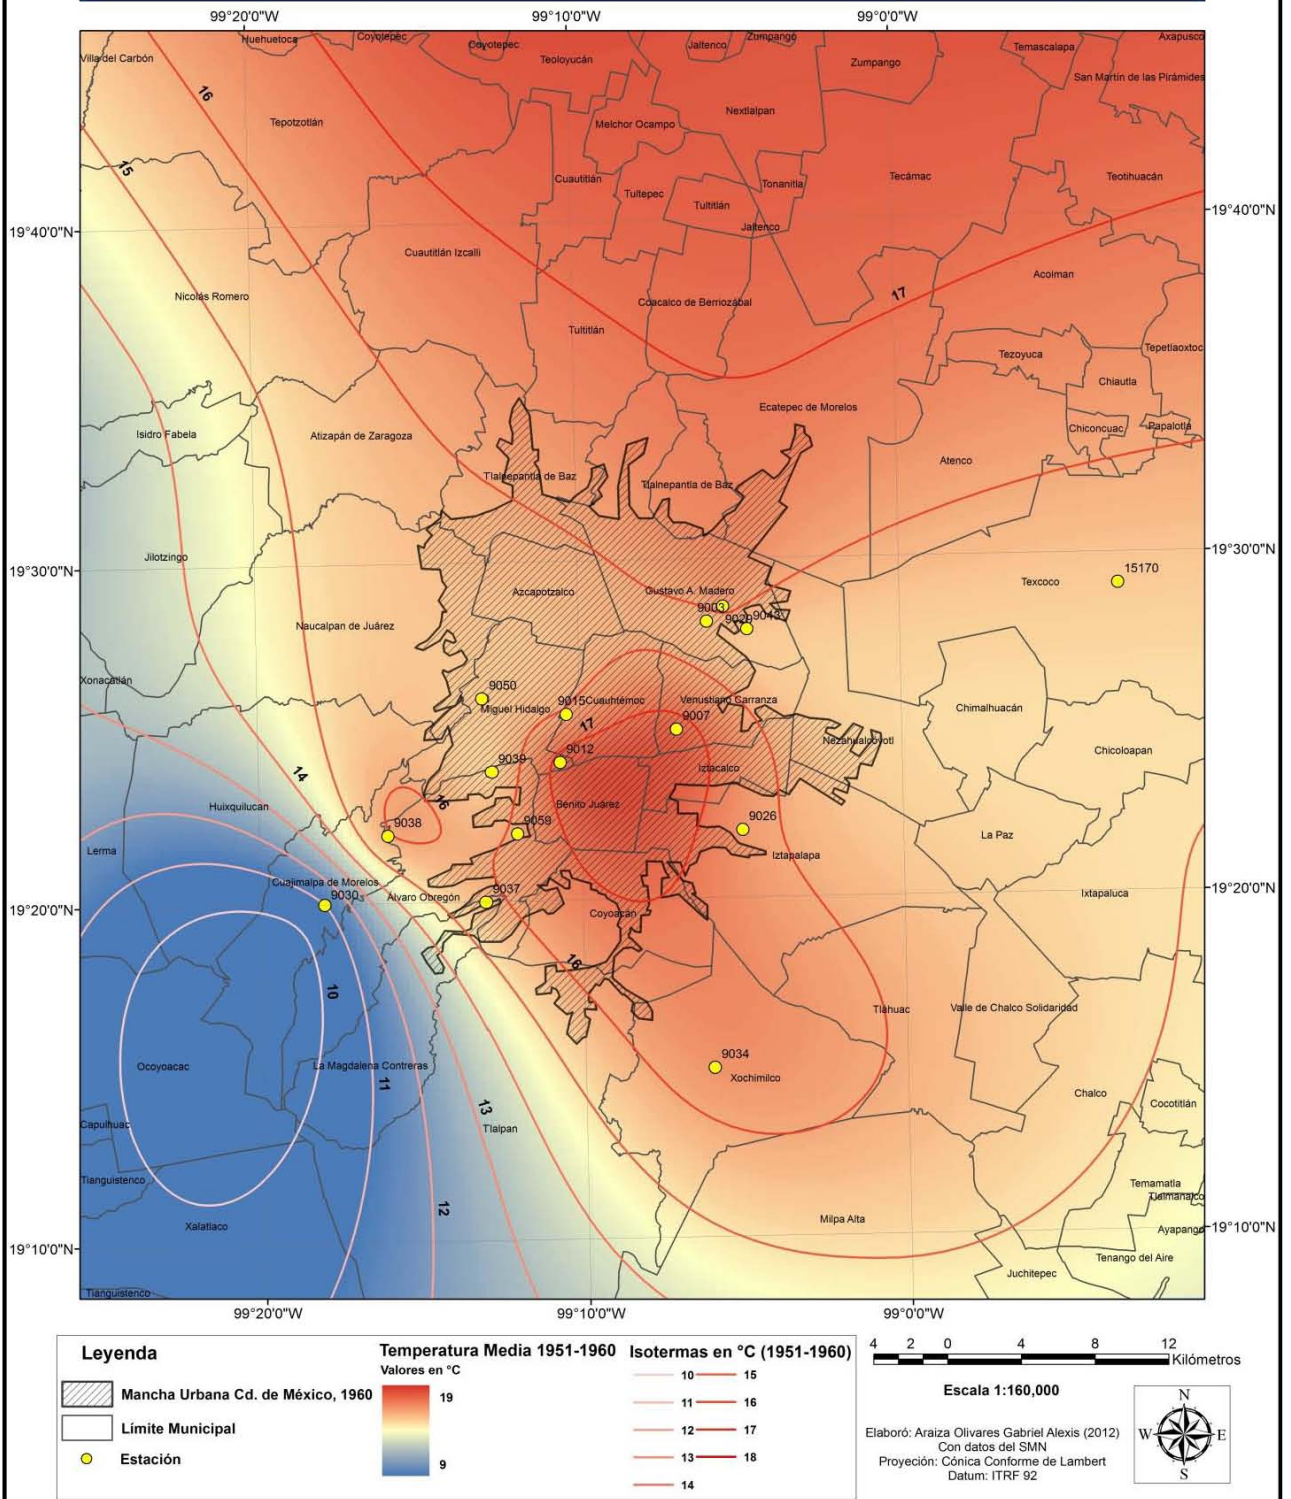 99°20'0"W
99°10'0"W
99°0'0"W
Huehuetoca
Coyotepec
Coyotepec
Jaltenco
Zumpango
Temascalapa
Axapusco
Villa del Carbón
Teoloyucán
Zumpango
San Martín de las Pirámides
16
Tepotzotlán
Melchor Ocampo
Nextlalpan
15
Cuautitlán
Tultepec
Tonanitla
Tecámac
Teotihuacán
Tultitlán
19°40'0"N
Jaltenco
19°40'0"N
Cuautitlán Izcalli
Acolman
Nicolás Romero
17
Coacalco de Berriozábal
Tultitlán
Tezoyuca
Tepetlaoxtoc
Chiautla
Ecatepec de Morelos
Isidro Fabela
Atizapán de Zaragoza
Chiconcuac
Papalotla
Atenco
Tlalnepantla de Baz
Tlalnepantla de Baz
19°30'0"N
Jilotzingo
19°30'0"N
15170
Texcoco
Azcapotzalco
Gustavo A. Madero
9003
9029
9043
Naucalpan de Juárez
Xonacatlán
9050
Miguel Hidalgo
9015
Cuauhtémoc
Venustiano Carranza
Chimalhuacán
17
9007
Nezahualcóyotl
Chicoloapan
9012
9039
Iztacalco
14
Huixquilucan
16
Benito Juárez
9038
9059
9026
La Paz
Lerma
Iztapalapa
Cuajimalpa de Morelos
9030
Alvaro Obregón
9037
Ixtapaluca
19°20'0"N
19°20'0"N
Coyoacán
16
10
Tláhuac
Valle de Chalco Solidaridad
9034
Ocoyoacac
La Magdalena Contreras
Xochimilco
11
Chalco
Cocotitlán
13
Capulhuac
Tlalpan
Tianguistenco
Temamatla
Tlalmanalco
12
Xalatlaco
Milpa Alta
Ayapango
19°10'0"N
19°10'0"N
Tenango del Aire
Juchitepec
Tianguistenco
99°20'0"W
99°10'0"W
99°0'0"W
Leyenda
Mancha Urbana Cd. de México, 1960
Límite Municipal
Estación
Temperatura Media 1951-1960
Valores en °C
19
9
Isotermas en °C (1951-1960)
10 15
11 16
12 17
13 18
14
4 2 0 4 8 12
Kilómetros
Escala 1:160,000
Elaboró: Araiza Olivares Gabriel Alexis (2012)
Con datos del SMN
Proyeción: Cónica Conforme de Lambert
Datum: ITRF 92
N
W E
S